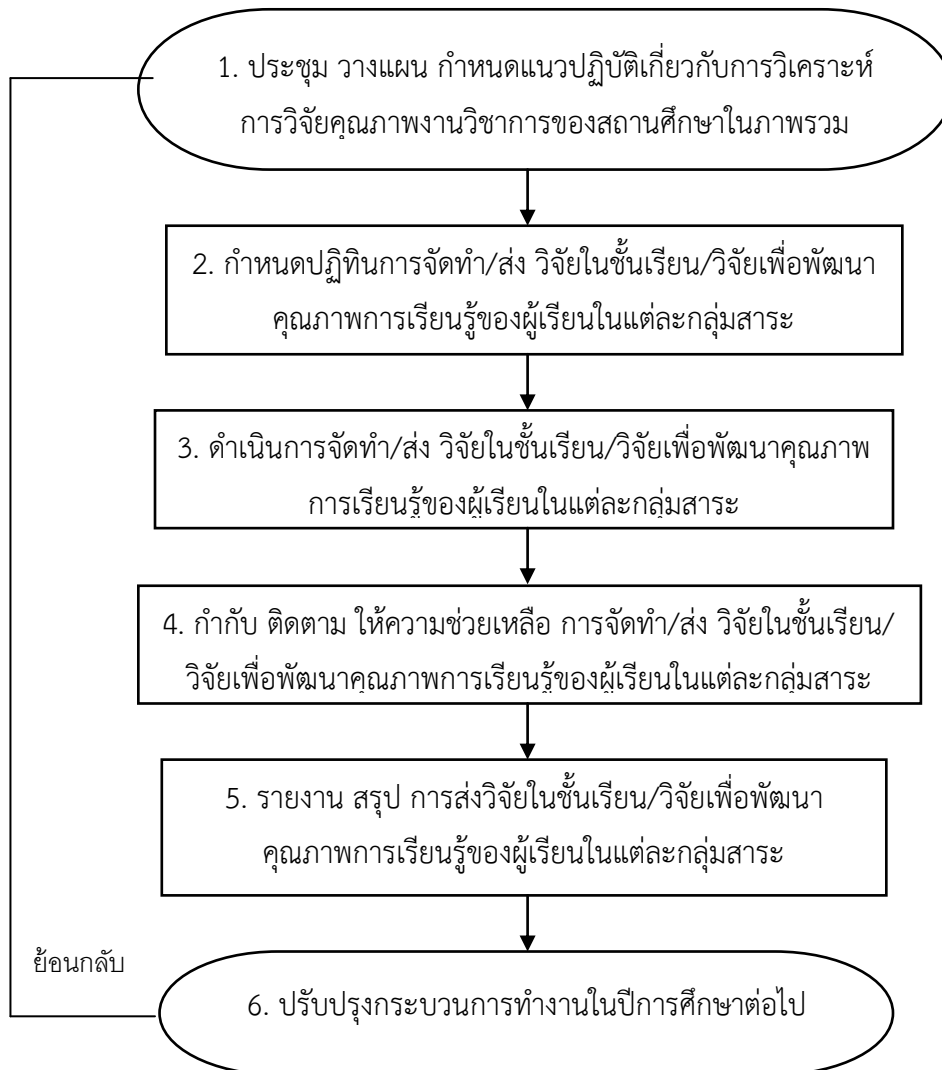 1. ประชุม วางแผน กำหนดแนวปฏิบัติเกี่ยวกับการวิเคราะห์
การวิจัยคุณภาพงานวิชาการของสถานศึกษาในภาพรวม
2. กำหนดปฏิทินการจัดทำ/ส่ง วิจัยในชั้นเรียน/วิจัยเพื่อพัฒนา
คุณภาพการเรียนรู้ของผู้เรียนในแต่ละกลุ่มสาระ
3. ดำเนินการจัดทำ/ส่ง วิจัยในชั้นเรียน/วิจัยเพื่อพัฒนาคุณภาพ
การเรียนรู้ของผู้เรียนในแต่ละกลุ่มสาระ
4. กำกับ ติดตาม ให้ความช่วยเหลือ การจัดทำ/ส่ง วิจัยในชั้นเรียน/
วิจัยเพื่อพัฒนาคุณภาพการเรียนรู้ของผู้เรียนในแต่ละกลุ่มสาระ
5. รายงาน สรุป การส่งวิจัยในชั้นเรียน/วิจัยเพื่อพัฒนา
คุณภาพการเรียนรู้ของผู้เรียนในแต่ละกลุ่มสาระ
ย้อนกลับ
6. ปรับปรุงกระบวนการทำงานในปีการศึกษาต่อไป